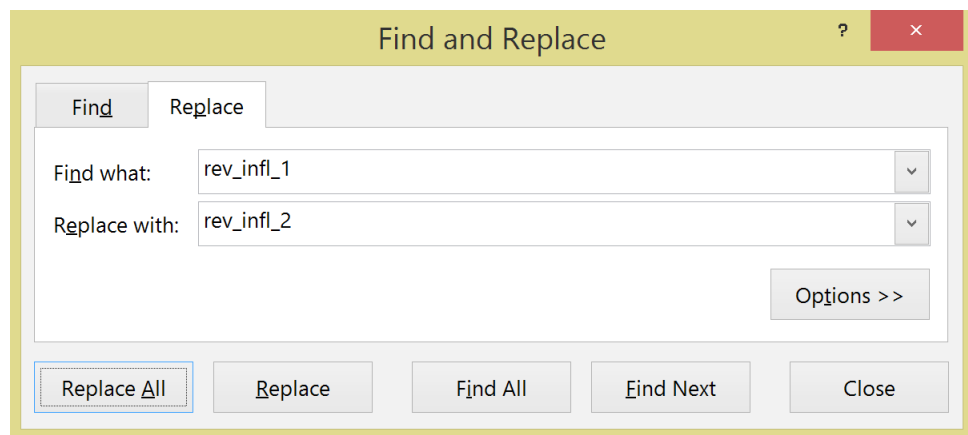 Find and Replace ? ×
Find Replace
Find what: rev_infl_1
Replace with: rev_infl_2
Options >>
Replace All Replace Find All Find Next Close